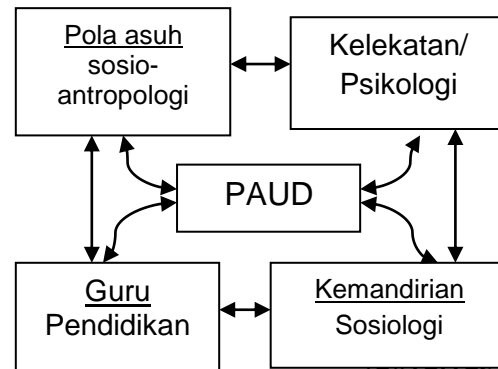 Pola asuh
sosio-
antropologi
Kelekatan/
Psikologi
PAUD
Guru
Pendidikan
Kemandirian
Sosiologi